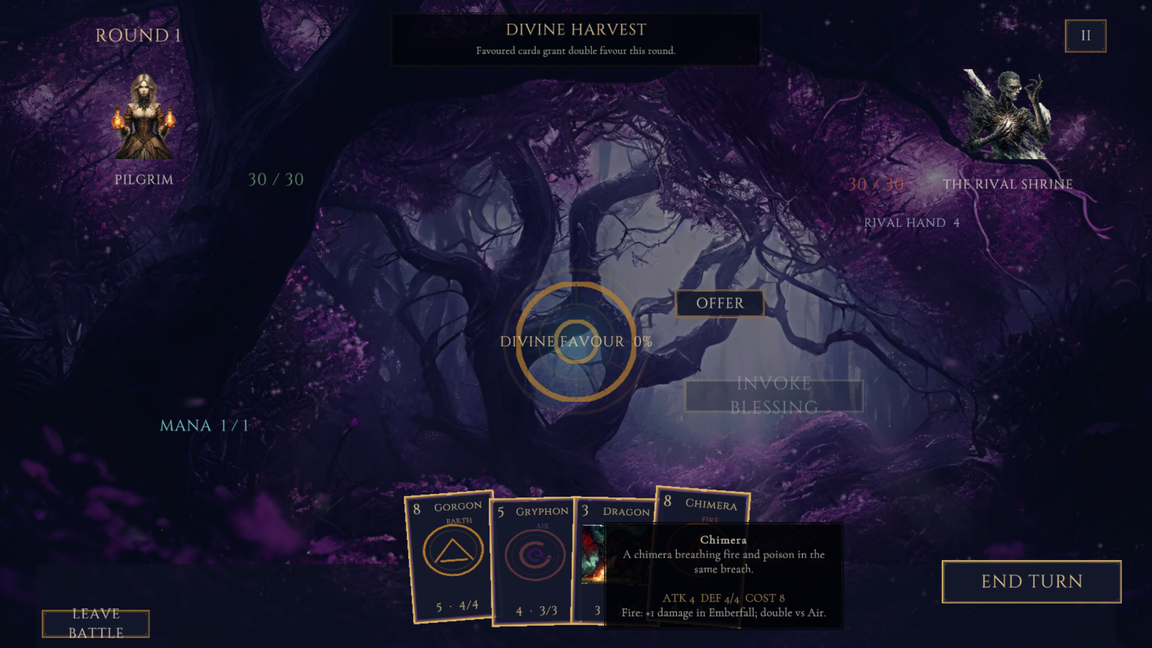 ROUND 1
DIVINE HARVEST
Favoured cards grant double favour this round.
II
PILGRIM
30 / 30
30 / 30
THE RIVAL SHRINE
RIVAL HAND 4
OFFER
DIVINE FAVOUR 0%
INVOKE
BLESSING
MANA 1 / 1
8 GORGON
EARTH
5 · 4/4
5 GRYPHON
AIR
4 · 3/3
3 DRAGON
3
8 CHIMERA
FIRE
Chimera
A chimera breathing fire and poison in the
same breath.
ATK 4 DEF 4/4 COST 8
Fire: +1 damage in Emberfall; double vs Air.
END TURN
LEAVE
BATTLE